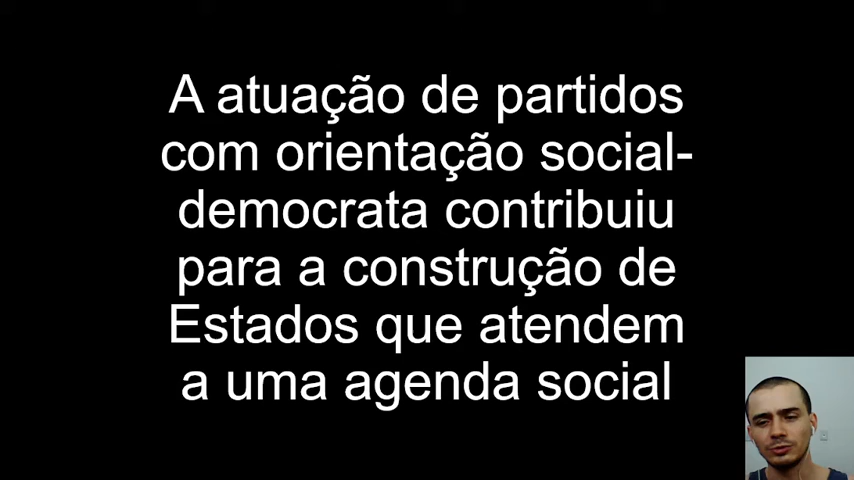 A atuação de partidos
com orientação social-
democrata contribuiu
para a construção de
Estados que atendem
a uma agenda social